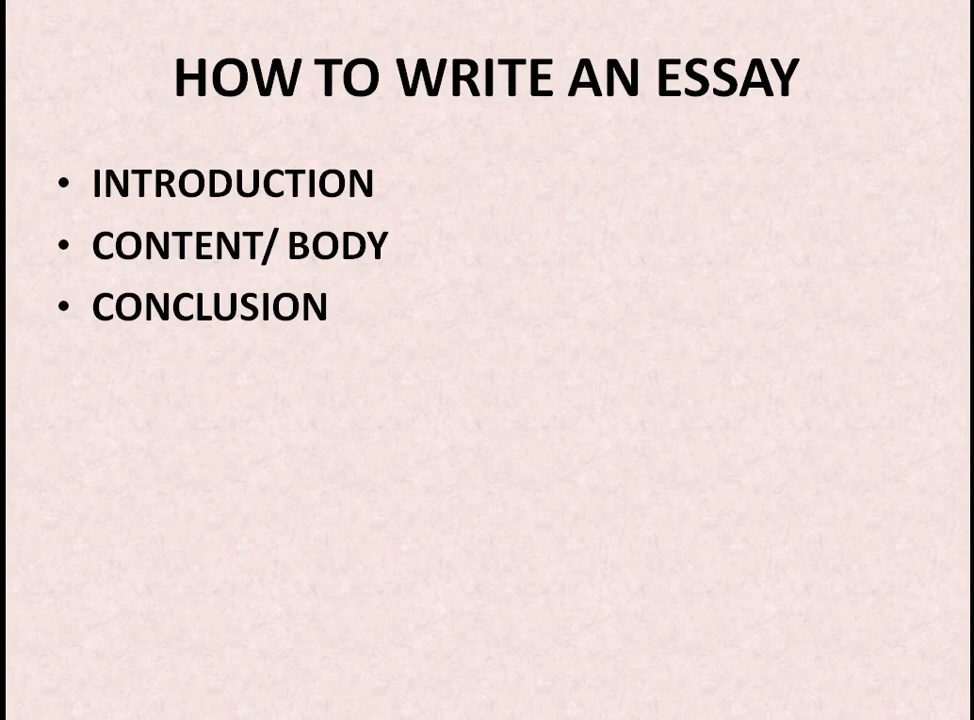 HOW TO WRITE AN ESSAY
• INTRODUCTION
• CONTENT/ BODY
• CONCLUSION